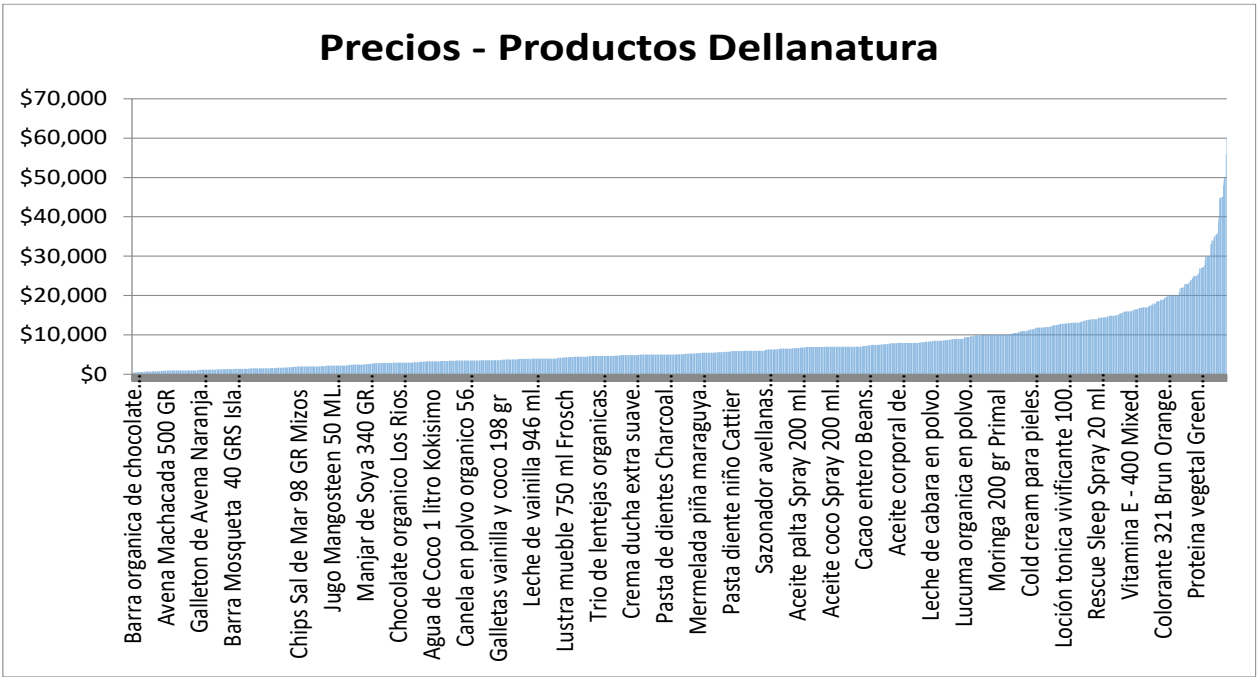 Precios - Productos Dellanatura
$70,000
$60,000
$50,000
$40,000
$30,000
$20,000
$10,000
$0
Barra organica de chocolate...
Avena Machacada 500 GR
Galleton de Avena Naranja...
Barra Mosqueta  40 GRS Isla...
Chips Sal de Mar 98 GR Mizos
Jugo Mangosteen 50 ML...
Manjar de Soya 340 GR...
Chocolate organico Los Rios...
Agua de Coco 1 litro Kokisimo
Canela en polvo organico 56...
Galletas vainilla y coco 198 gr
Leche de vainilla 946 ml...
Lustra mueble 750 ml Frosch
Trio de lentejas organicas...
Crema ducha extra suave...
Pasta de dientes Charcoal...
Mermelada piña maraguya...
Pasta diente niño Cattier
Sazonador avellanas...
Aceite palta Spray 200 ml...
Aceite coco Spray 200 ml...
Cacao entero Beans
Aceite corporal de...
Leche de cabara en polvo...
Lucuma organica en polvo...
Moringa 200 gr Primal
Cold cream para pieles...
Loción tonica vificante 100...
Rescue Sleep Spray 20 ml...
Vitamina E - 400 Mixed...
Colorante 321 Brun Orange...
Proteina vegetal Green...